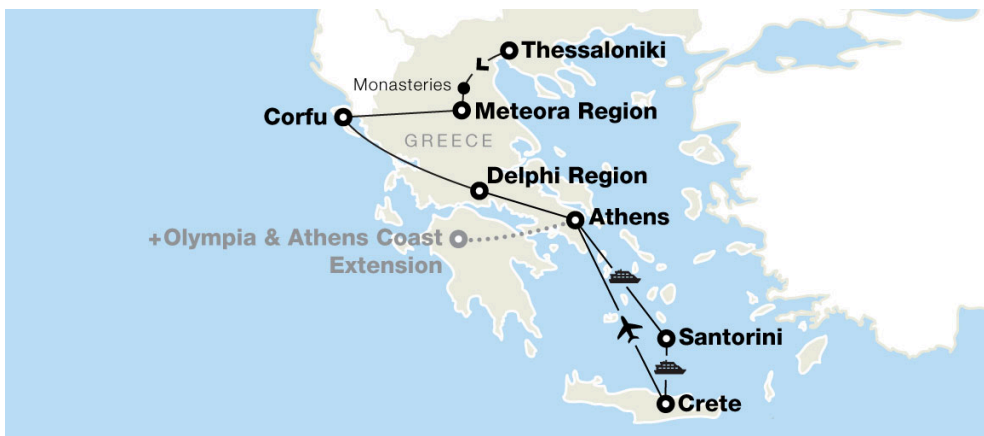 Thessaloniki
L
Monasteries
Meteora Region
Corfu
GREECE
Delphi Region
Athens
+Olympia & Athens Coast
Extension
Santorini
Crete